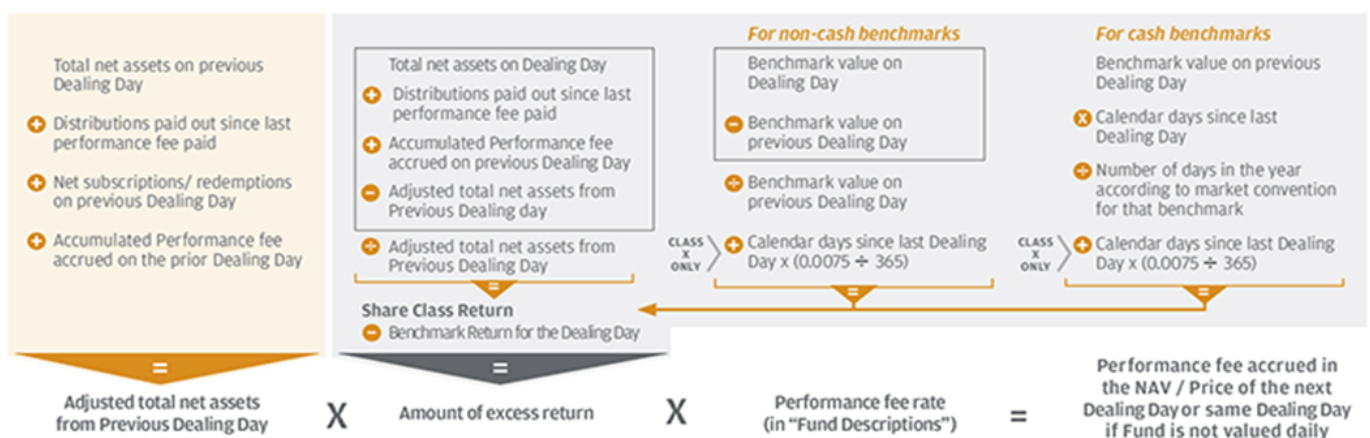 Total net assets on previous
Dealing Day
+ Distributions paid out since last
performance fee paid
+ Net subscriptions/ redemptions
on previous Dealing Day
+ Accumulated Performance fee
accrued on the prior Dealing Day
=
Adjusted total net assets
from Previous Dealing Day
X
Total net assets on Dealing Day
+ Distributions paid out since last
performance fee paid
+ Accumulated Performance fee
accrued on previous Dealing Day
− Adjusted total net assets from
Previous Dealing day
÷ Adjusted total net assets from
Previous Dealing Day
=
Share Class Return
− Benchmark Return for the Dealing Day
=
Amount of excess return
For non-cash benchmarks
Benchmark value on
Dealing Day
− Benchmark value on
previous Dealing Day
÷ Benchmark value on
previous Dealing Day
CLASS
X
ONLY
+ Calendar days since last Dealing
Day x (0.0075 ÷ 365)
=
For cash benchmarks
Benchmark value on previous
Dealing Day
x Calendar days since last
Dealing Day
÷ Number of days in the year
according to market convention
for that benchmark
CLASS
X
ONLY
+ Calendar days since last Dealing
Day x (0.0075 ÷ 365)
=
X
Performance fee rate
(in “Fund Descriptions”)
=
Performance fee accrued in
the NAV / Price of the next
Dealing Day or same Dealing Day
if Fund is not valued daily